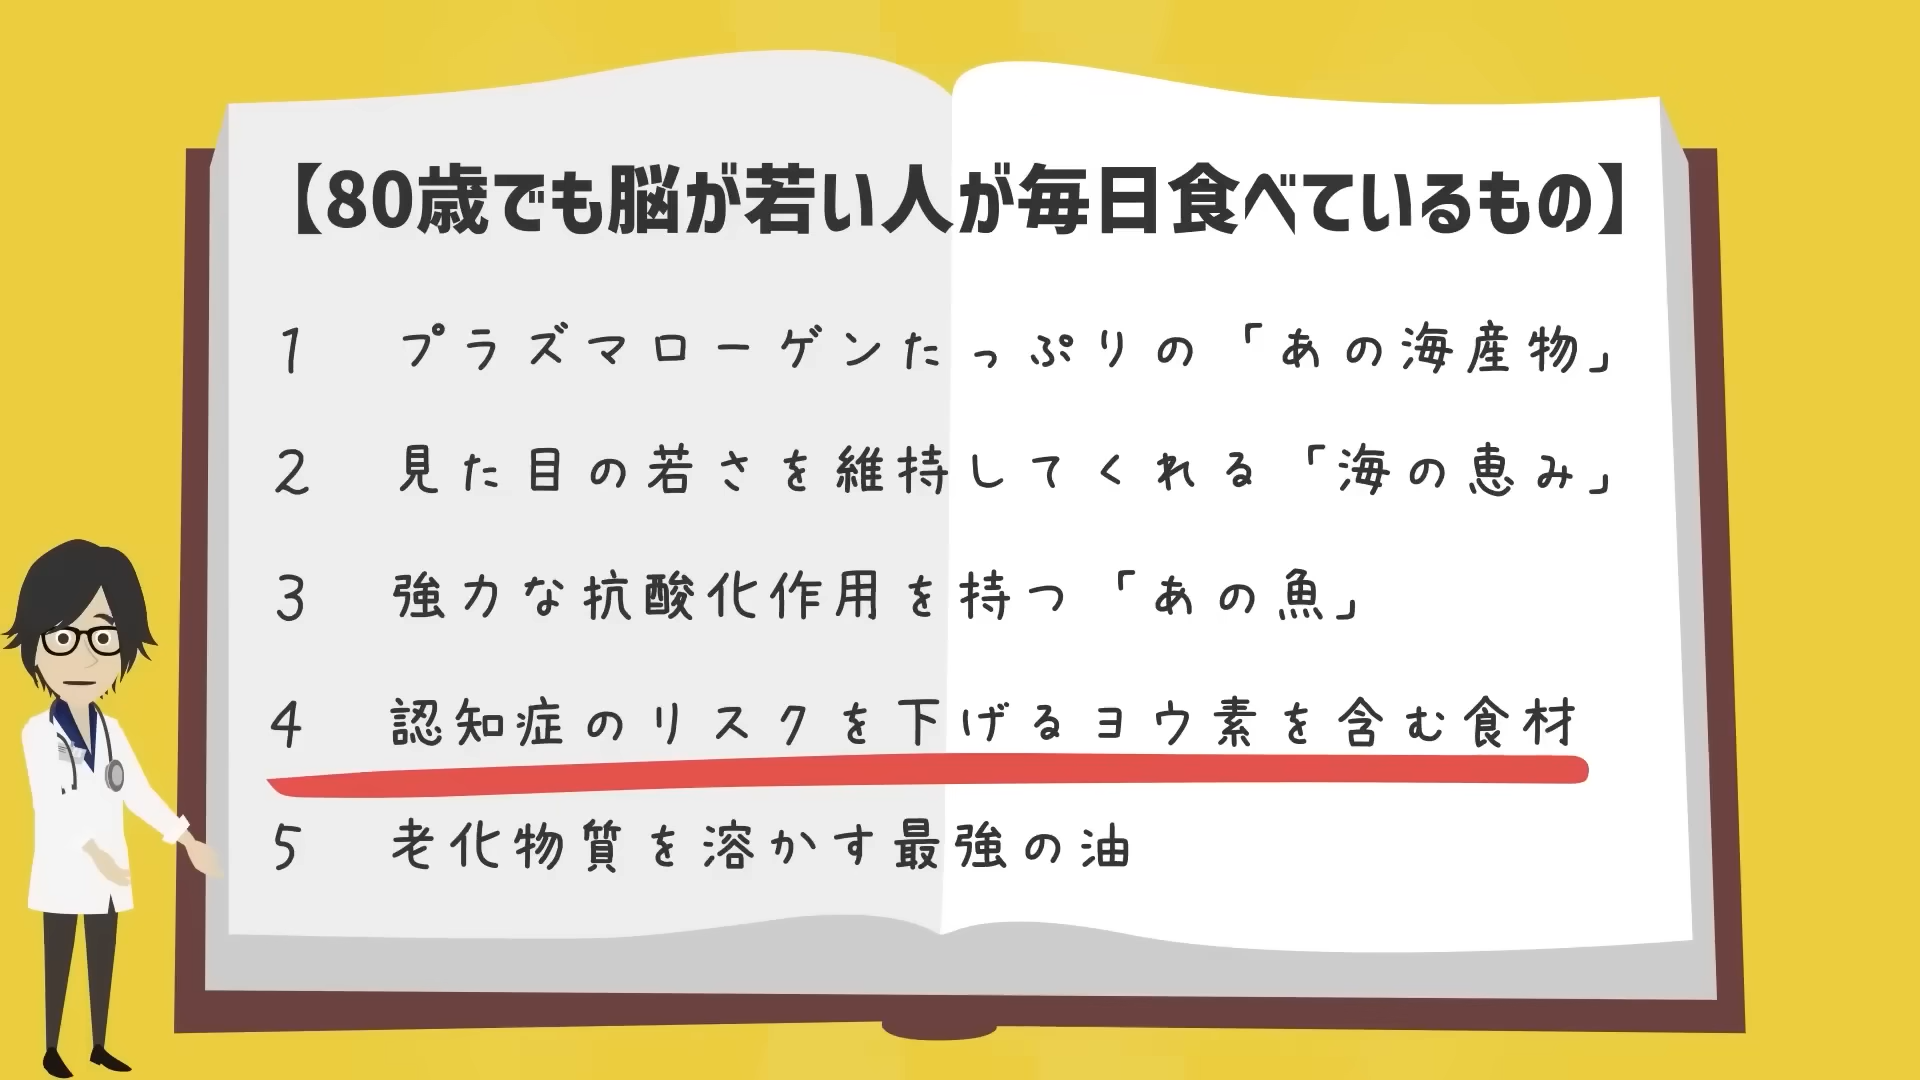 【80歳でも脳が若い人が毎日食べているもの】
1 プラズマローゲンたっぷりの「あの海産物」
2 見た目の若さを維持してくれる「海の恵み」
3 強力な抗酸化作用を持つ「あの魚」
4 認知症のリスクを下げるヨウ素を含む食材
5 老化物質を溶かす最強の油